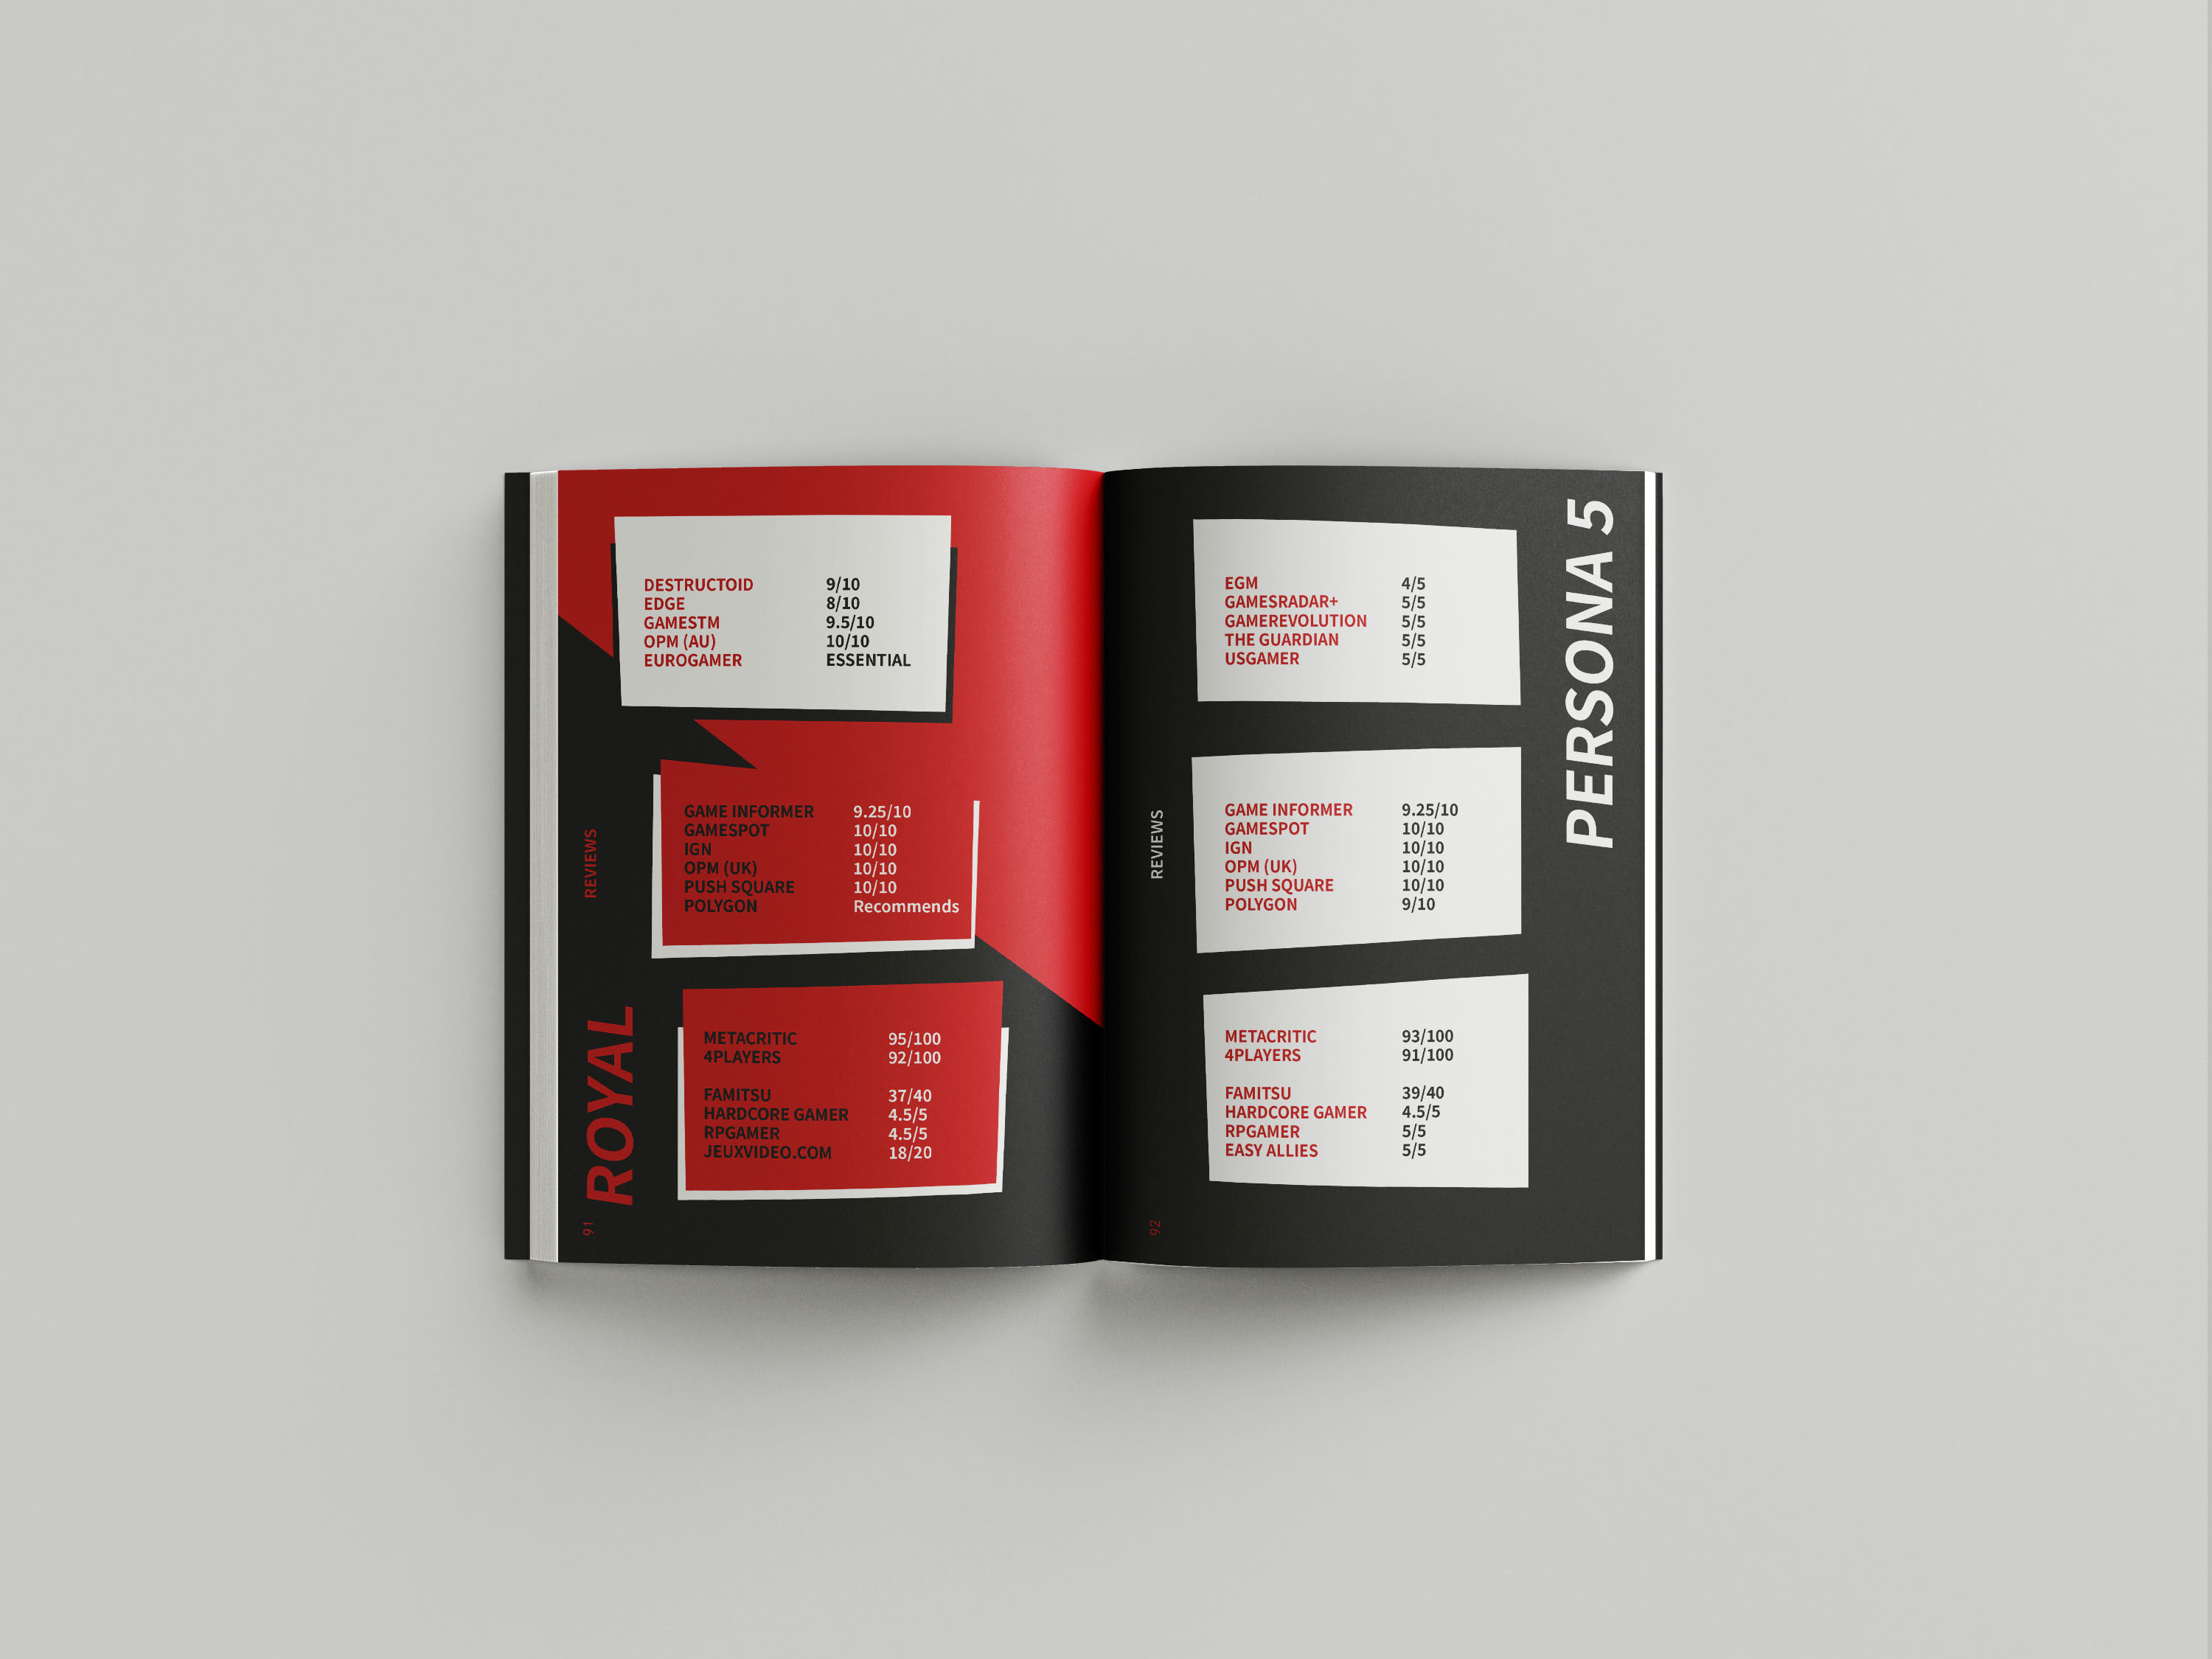 DESTRUCTOID 9/10
EDGE 8/10
GAMESTM 9.5/10
OPM (AU) 10/10
EUROGAMER ESSENTIAL
GAME INFORMER 9.25/10
GAMESPOT 10/10
IGN 10/10
OPM (UK) 10/10
PUSH SQUARE 10/10
POLYGON Recommends
METACRITIC 95/100
4PLAYERS 92/100
FAMITSU 37/40
HARDCORE GAMER 4.5/5
RPGAMER 4.5/5
JEUXVIDEO.COM 18/20
REVIEWS
ROYAL
91
EGM 4/5
GAMESRADAR+ 5/5
GAMEREVOLUTION 5/5
THE GUARDIAN 5/5
USGAMER 5/5
GAME INFORMER 9.25/10
GAMESPOT 10/10
IGN 10/10
OPM (UK) 10/10
PUSH SQUARE 10/10
POLYGON 9/10
METACRITIC 93/100
4PLAYERS 91/100
FAMITSU 39/40
HARDCORE GAMER 4.5/5
RPGAMER 5/5
EASY ALLIES 5/5
REVIEWS
PERSONA 5
92